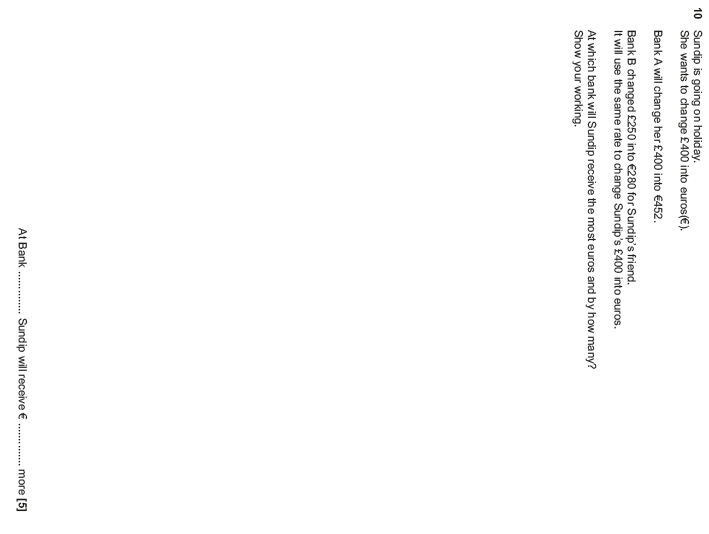 10 Sundip is going on holiday.
She wants to change £400 into euros(€).
Bank A will change her £400 into €452.
Bank B changed £250 into €280 for Sundip's friend.
It will use the same rate to change Sundip's £400 into euros.
At which bank will Sundip receive the most euros and by how many?
Show your working.
At Bank ............. Sundip will receive € ............. more [5]